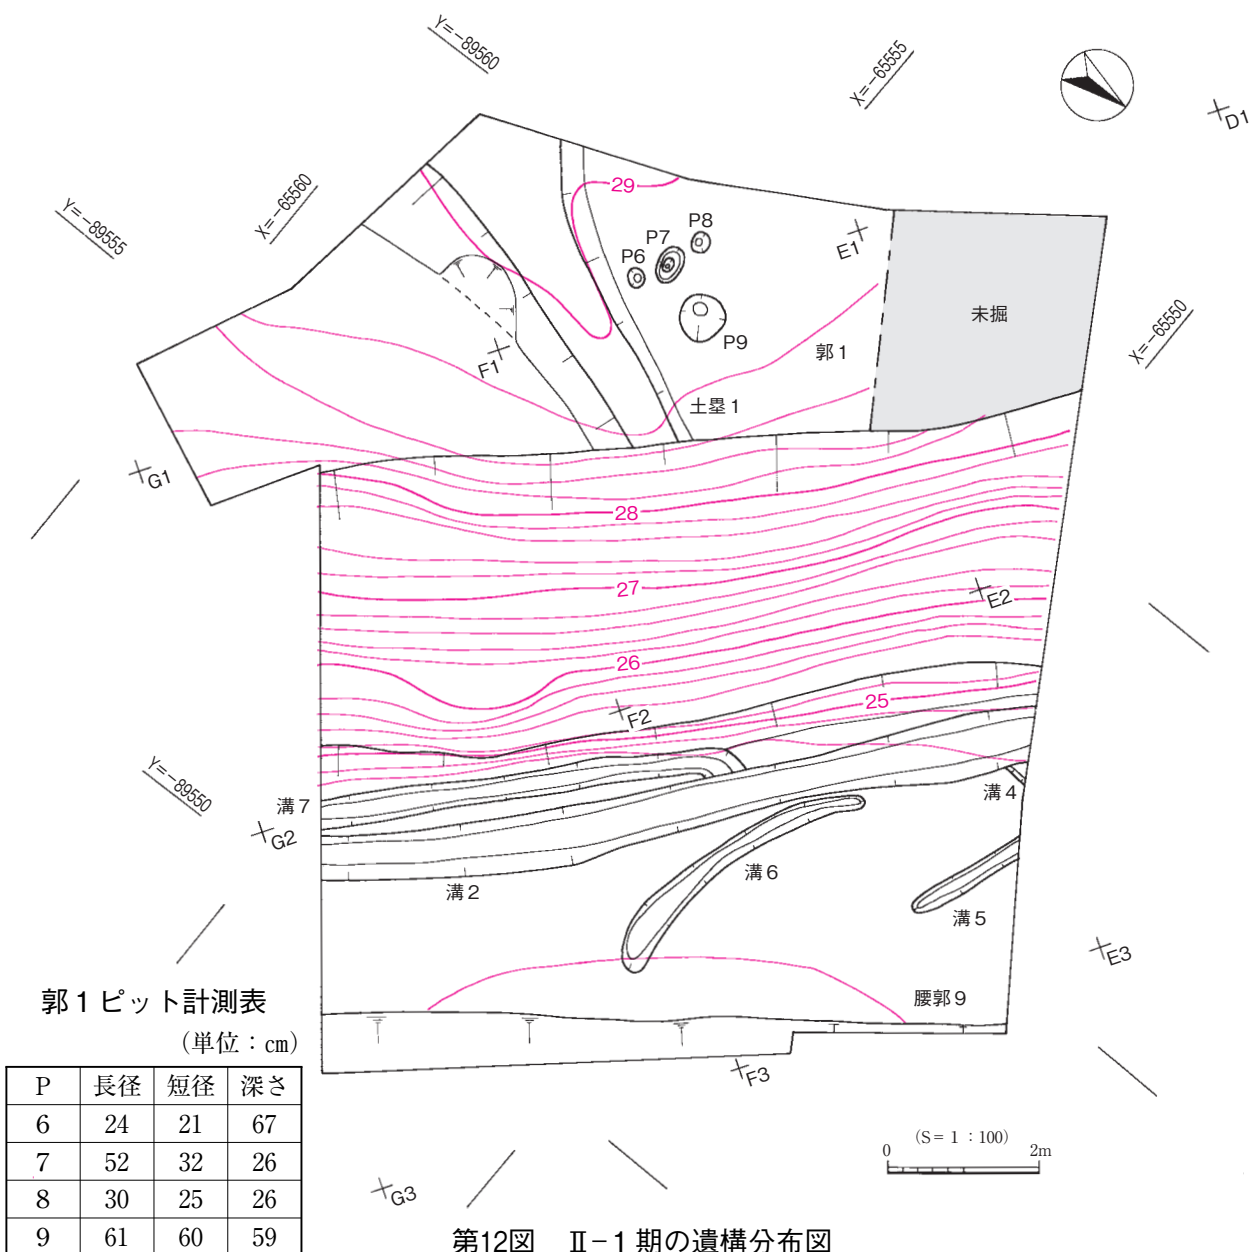 Y=-89560
X=-65555
D1
Y=-89555
X=-65560
29
P8
P7
P6
E1
P9
未掘
X=-65550
F1
郭1
土塁1
G1
28
27
E2
26
25
F2
Y=-89550
溝7
溝4
G2
溝6
溝2
溝5
E3
腰郭9
F3
G3
郭1ピット計測表
(単位：cm)
P 長径 短径 深さ
6 24 21 67
7 52 32 26
8 30 25 26
9 61 60 59
(S=1：100)
0 2m
第12図 Ⅱ-1期の遺構分布図